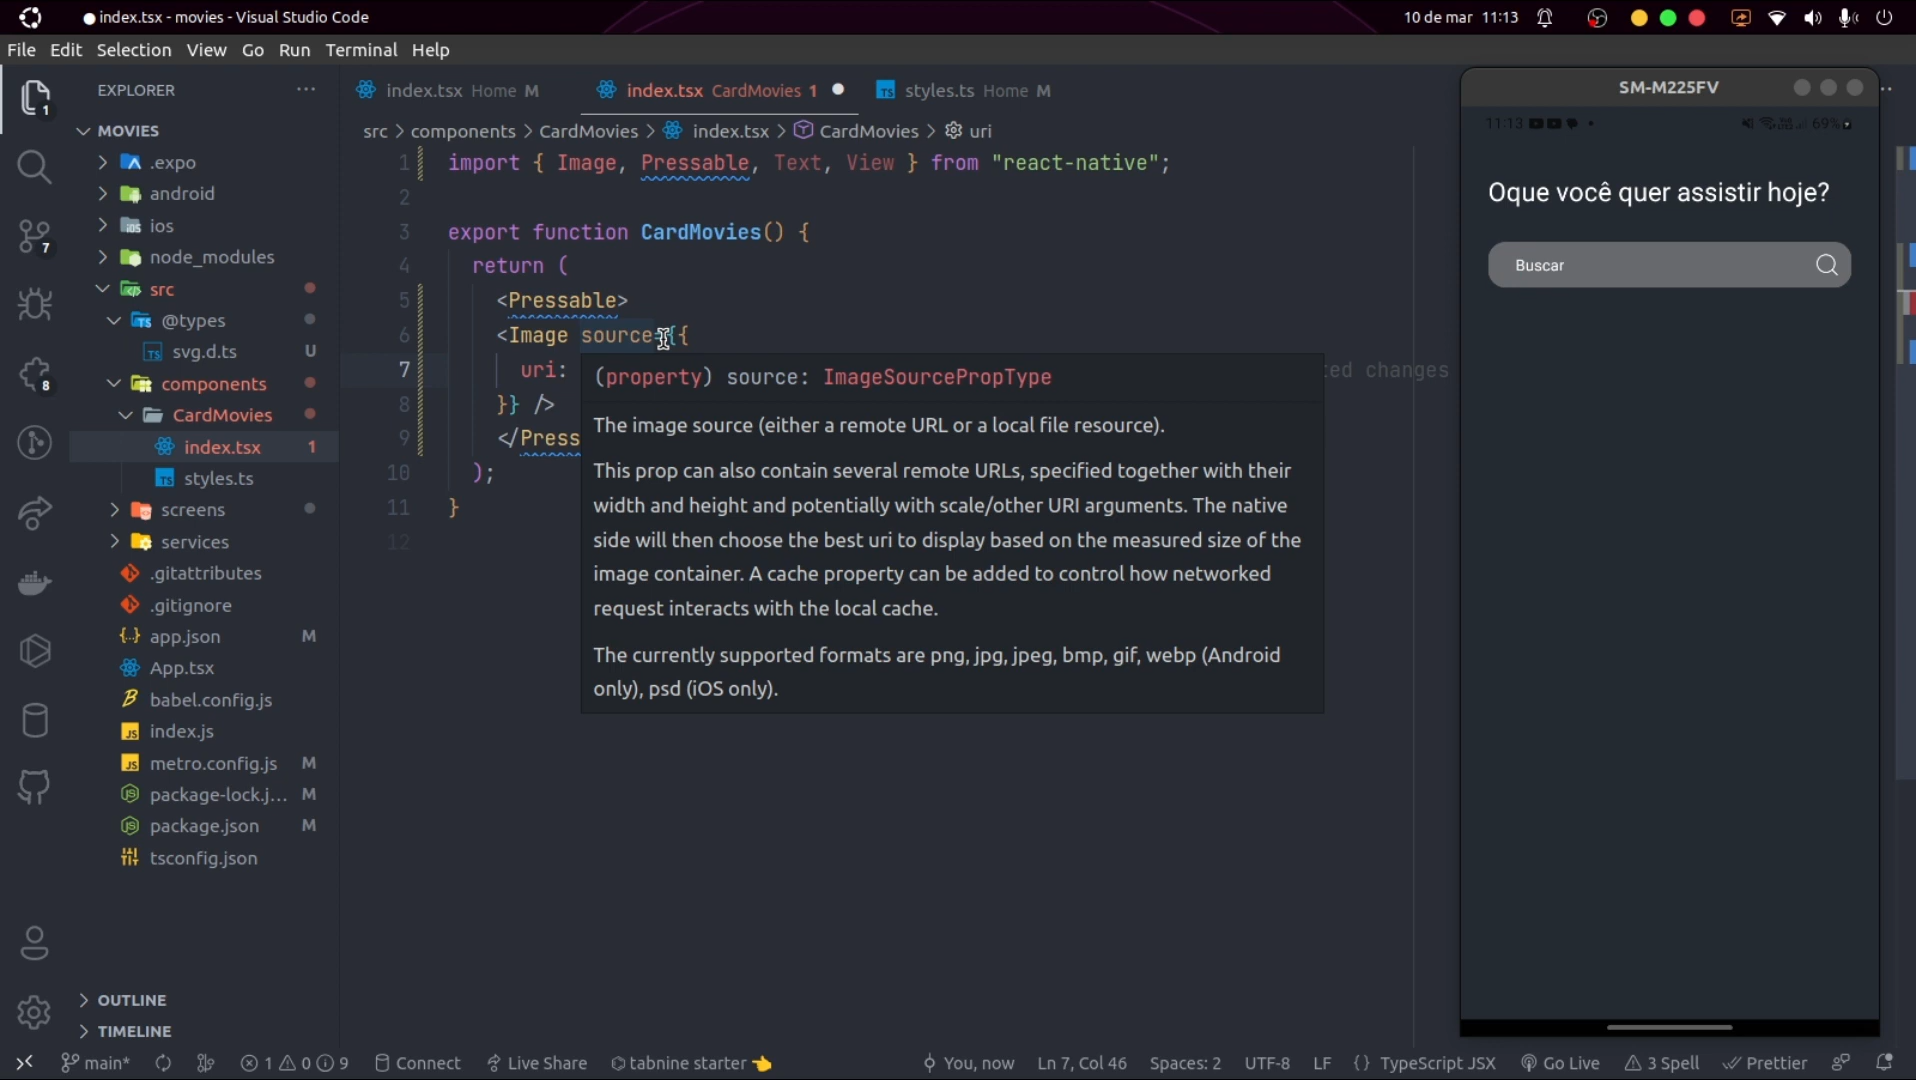 index.tsx - movies - Visual Studio Code
10 de mar 11:13
File Edit Selection View Go Run Terminal Help
EXPLORER
MOVIES
.expo
android
ios
node_modules
src
@types
svg.d.ts U
components
CardMovies
index.tsx 1
styles.ts
screens
services
.gitattributes
.gitignore
app.json M
App.tsx
babel.config.js
index.js
metro.config.js M
package-lock.j... M
package.json M
tsconfig.json
OUTLINE
TIMELINE
1
7
8
index.tsx Home M
index.tsx CardMovies 1
styles.ts Home M
src > components > CardMovies > index.tsx > CardMovies > uri
1 import { Image, Pressable, Text, View } from "react-native";
2
3 export function CardMovies() {
4 return (
5 <Pressable>
6 <Image source={{
7 uri: ted changes
8 }} />
9 </Press
10 );
11 }
12
(property) source: ImageSourcePropType
The image source (either a remote URL or a local file resource).
This prop can also contain several remote URLs, specified together with their
width and height and potentially with scale/other URI arguments. The native
side will then choose the best uri to display based on the measured size of the
image container. A cache property can be added to control how networked
request interacts with the local cache.
The currently supported formats are png, jpg, jpeg, bmp, gif, webp (Android
only), psd (iOS only).
SM-M225FV
11:13 69%
Oque você quer assistir hoje?
Buscar
main* 1 0 9 Connect Live Share tabnine starter You, now Ln 7, Col 46 Spaces: 2 UTF-8 LF {} TypeScript JSX Go Live 3 Spell Prettier